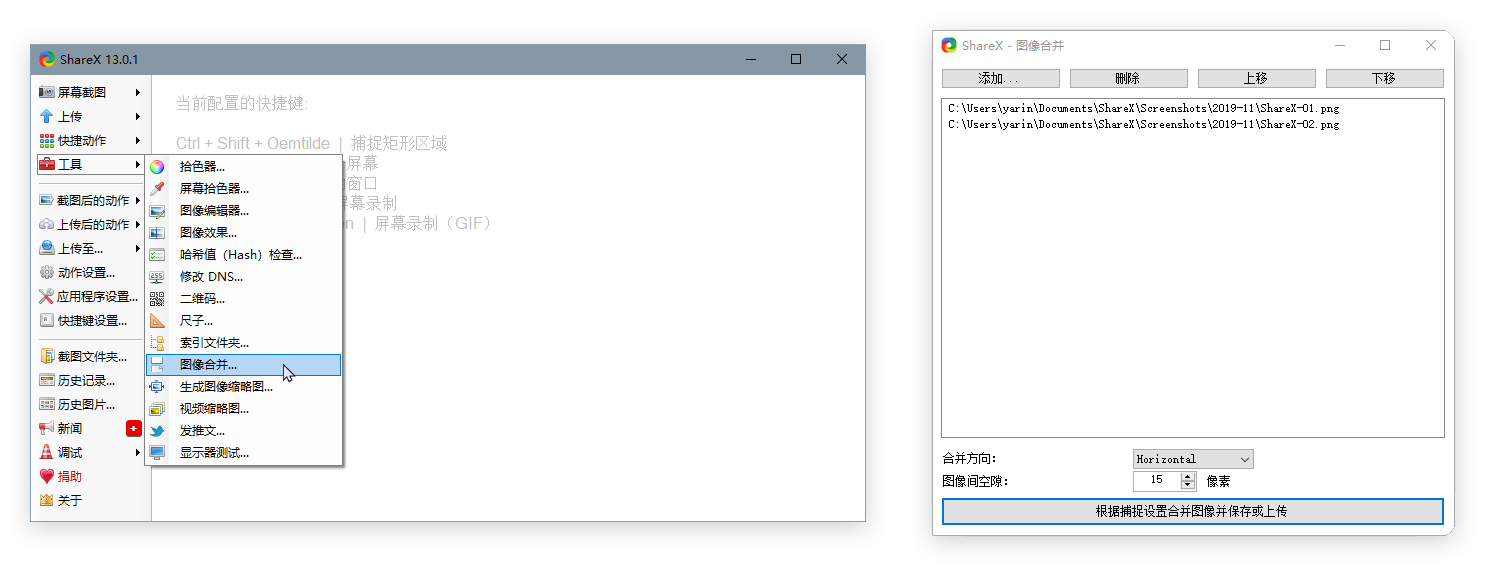 ShareX 13.0.1
屏幕截图
上传
快捷动作
工具
截图后的动作
上传后的动作
上传至...
动作设置...
应用程序设置...
快捷键设置...
截图文件夹...
历史记录...
历史图片...
新闻
+
调试
捐助
关于
当前配置的快捷键:
Ctrl + Shift + Oemtilde | 捕捉矩形区域
屏幕
窗口
屏幕录制
on | 屏幕录制（GIF）
拾色器...
屏幕拾色器...
图像编辑器...
图像效果...
哈希值（Hash）检查...
255
修改 DNS...
二维码...
尺子...
索引文件夹...
图像合并...
生成图像缩略图...
视频缩略图...
发推文...
显示器测试...
ShareX - 图像合并
添加... 删除 上移 下移
C:\Users\yarin\Documents\ShareX\Screenshots\2019-11\ShareX-01.png
C:\Users\yarin\Documents\ShareX\Screenshots\2019-11\ShareX-02.png
合并方向: Horizontal
图像间空隙: 15 像素
根据捕捉设置合并图像并保存或上传